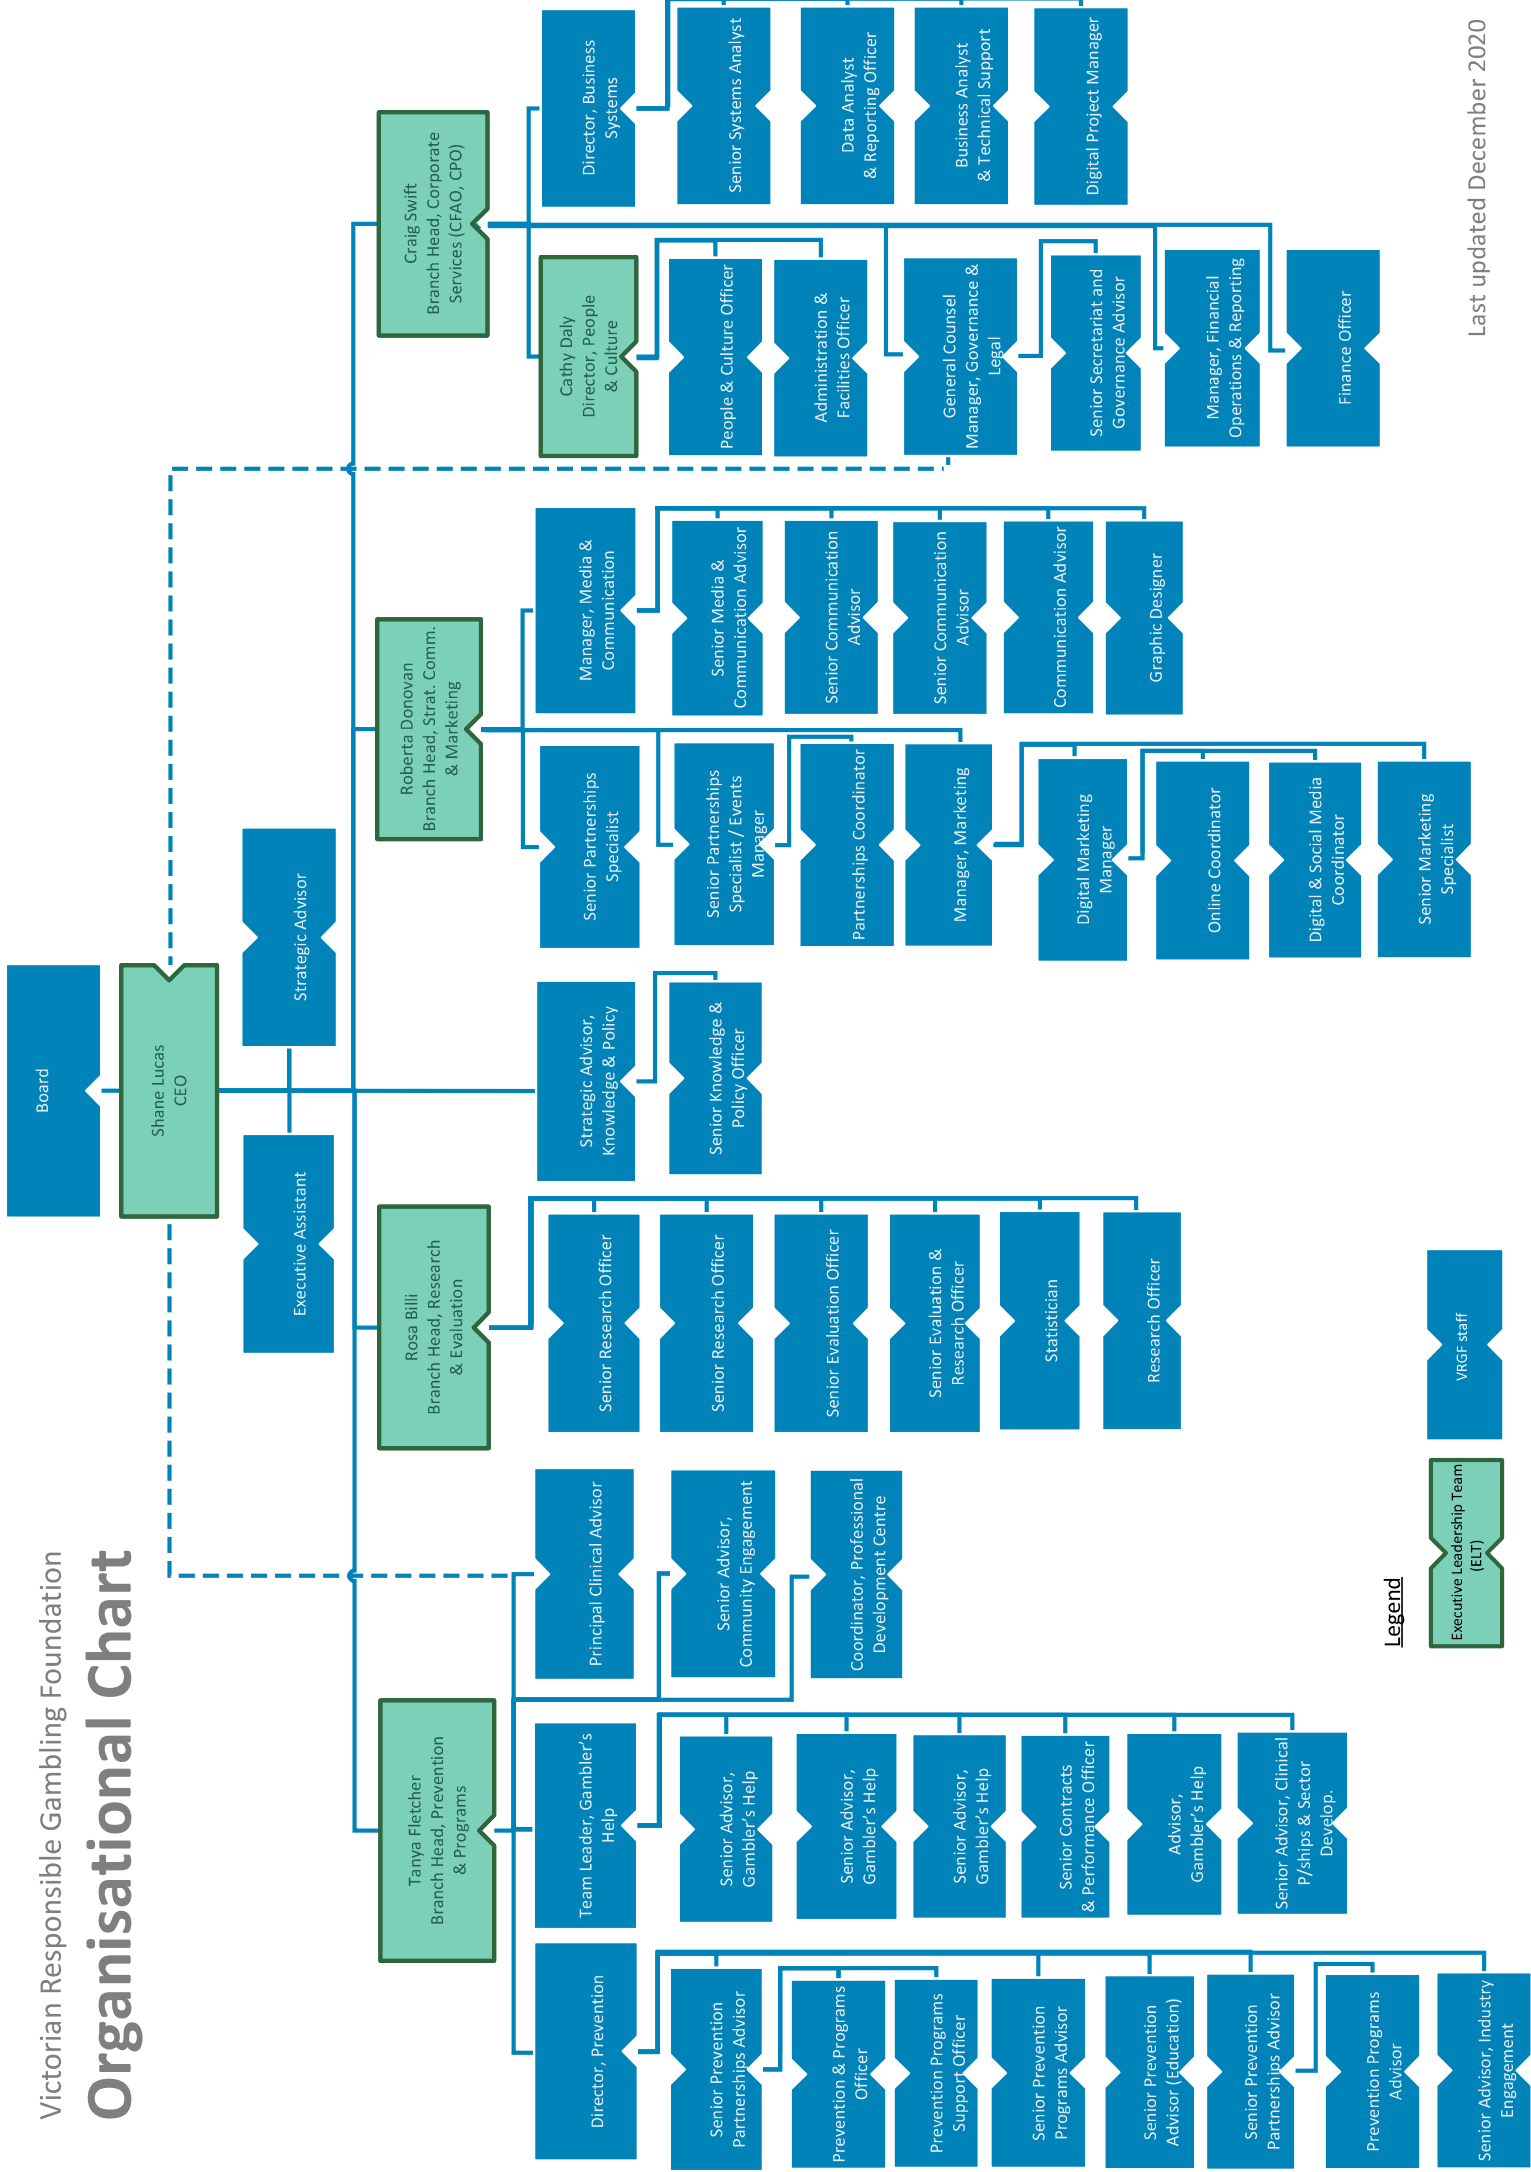 Victorian Responsible Gambling Foundation
Organisational Chart
Board
Shane Lucas
CEO
Executive Assistant
Strategic Advisor
Tanya Fletcher
Branch Head, Prevention
& Programs
Rosa Billi
Branch Head, Research
& Evaluation
Roberta Donovan
Branch Head, Strat. Comm.
& Marketing
Craig Swift
Branch Head, Corporate
Services (CFAO, CPO)
Director, Prevention
Senior Prevention
Partnerships Advisor
Prevention & Programs
Officer
Prevention Programs
Support Officer
Senior Prevention
Programs Advisor
Senior Prevention
Advisor (Education)
Senior Prevention
Partnerships Advisor
Prevention Programs
Advisor
Senior Advisor, Industry
Engagement
Team Leader, Gambler’s
Help
Senior Advisor,
Gambler’s Help
Senior Advisor,
Gambler’s Help
Senior Advisor,
Gambler’s Help
Senior Contracts
& Performance Officer
Advisor,
Gambler’s Help
Senior Advisor, Clinical
P/ships & Sector
Develop.
Principal Clinical Advisor
Senior Advisor,
Community Engagement
Coordinator, Professional
Development Centre
Senior Research Officer
Senior Research Officer
Senior Evaluation Officer
Senior Evaluation &
Research Officer
Statistician
Research Officer
Strategic Advisor,
Knowledge & Policy
Senior Knowledge &
Policy Officer
Senior Partnerships
Specialist
Senior Partnerships
Specialist / Events
Manager
Partnerships Coordinator
Manager, Marketing
Digital Marketing
Manager
Online Coordinator
Digital & Social Media
Coordinator
Senior Marketing
Specialist
Manager, Media &
Communication
Senior Media &
Communication Advisor
Senior Communication
Advisor
Senior Communication
Advisor
Communication Advisor
Graphic Designer
Cathy Daly
Director, People
& Culture
People & Culture Officer
Administration &
Facilities Officer
General Counsel
Manager, Governance &
Legal
Senior Secretariat and
Governance Advisor
Manager, Financial
Operations & Reporting
Finance Officer
Director, Business
Systems
Senior Systems Analyst
Data Analyst
& Reporting Officer
Business Analyst
& Technical Support
Digital Project Manager
Legend
Executive Leadership Team
(ELT)
VRGF staff
Last updated December 2020